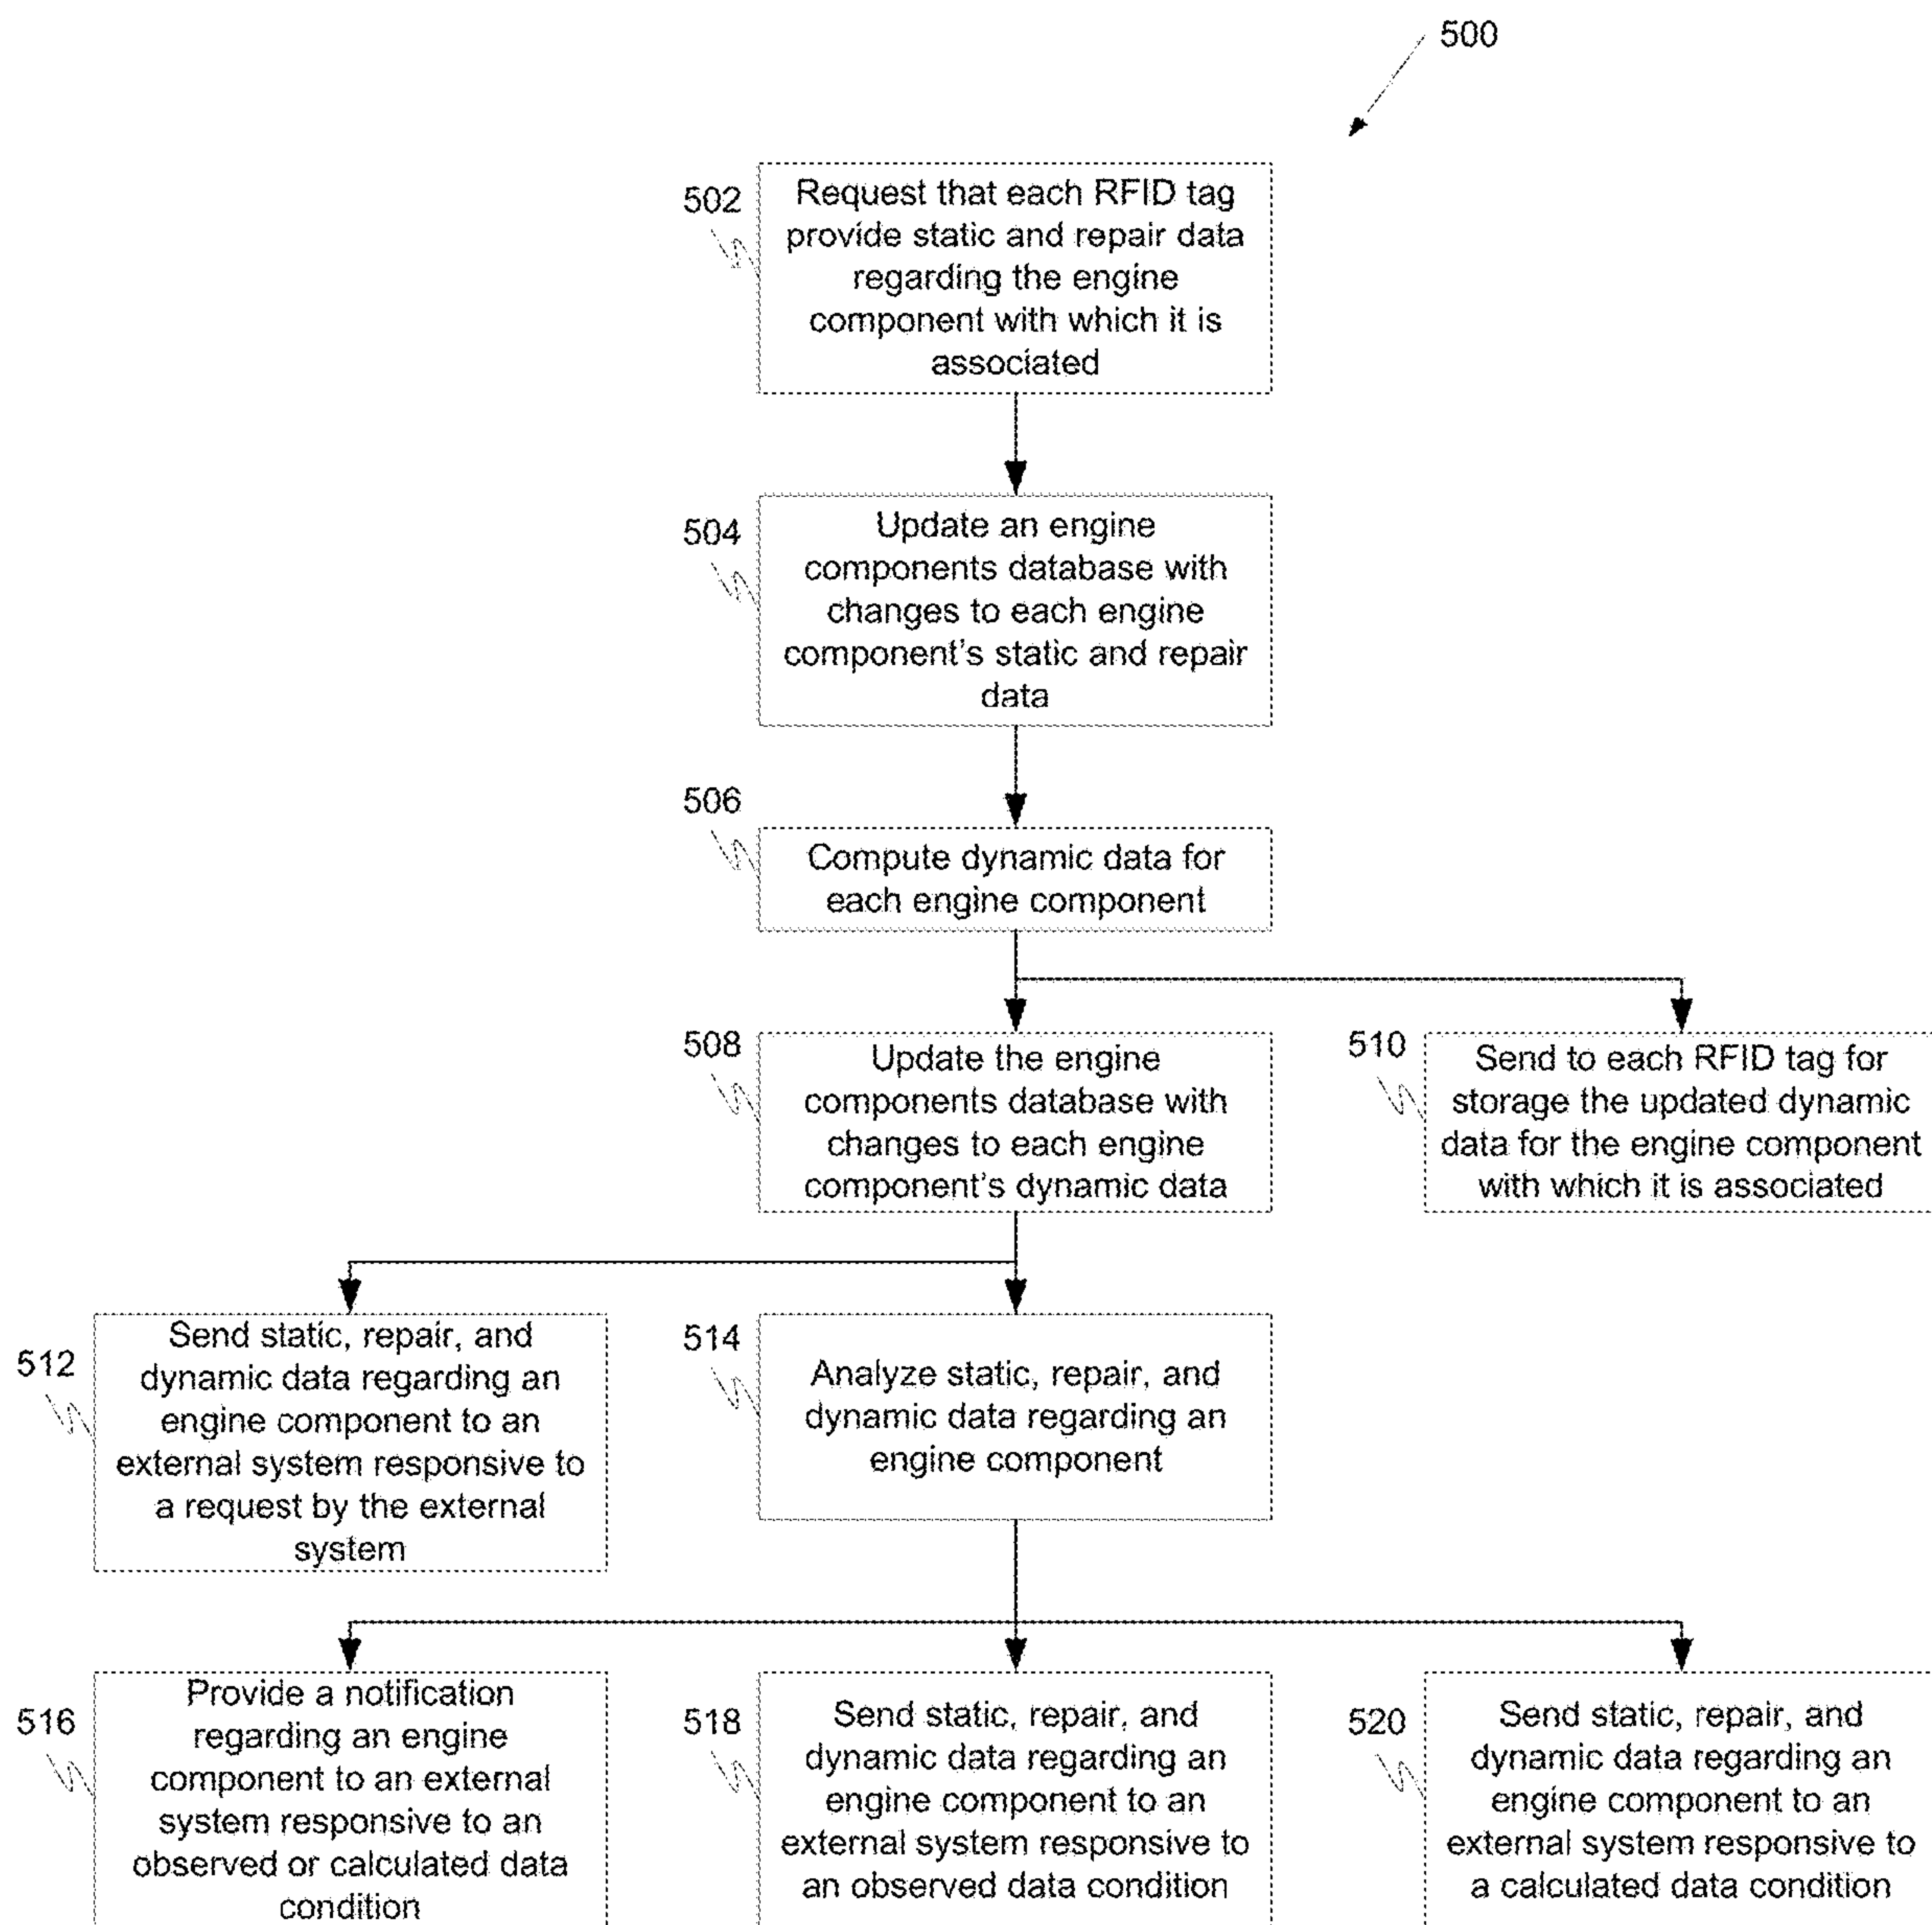 500
502
Request that each RFID tag
provide static and repair data
regarding the engine
component with which it is
associated
504
Update an engine
components database with
changes to each engine
component's static and repair
data
506
Compute dynamic data for
each engine component
508
Update the engine
components database with
changes to each engine
component's dynamic data
510
Send to each RFID tag for
storage the updated dynamic
data for the engine component
with which it is associated
512
Send static, repair, and
dynamic data regarding an
engine component to an
external system responsive to
a request by the external
system
514
Analyze static, repair, and
dynamic data regarding an
engine component
516
Provide a notification
regarding an engine
component to an external
system responsive to an
observed or calculated data
condition
518
Send static, repair, and
dynamic data regarding an
engine component to an
external system responsive to
an observed data condition
520
Send static, repair, and
dynamic data regarding an
engine component to an
external system responsive to
a calculated data condition